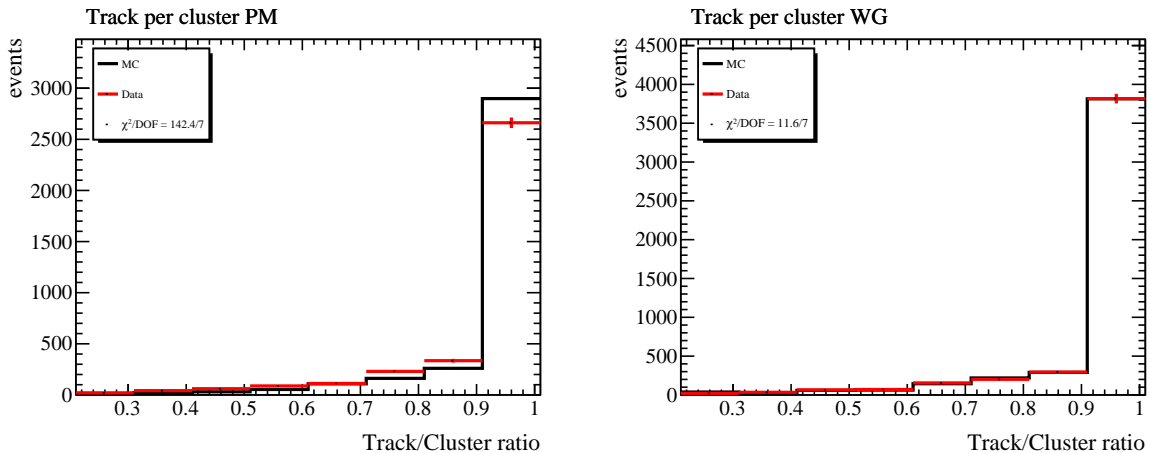 Track per cluster PM
events
MC
Data
χ²/DOF = 142.4/7
3000
2500
2000
1500
1000
500
0
0.3 0.4 0.5 0.6 0.7 0.8 0.9 1
Track/Cluster ratio
Track per cluster WG
events
MC
Data
χ²/DOF = 11.6/7
4500
4000
3500
3000
2500
2000
1500
1000
500
0
0.3 0.4 0.5 0.6 0.7 0.8 0.9 1
Track/Cluster ratio